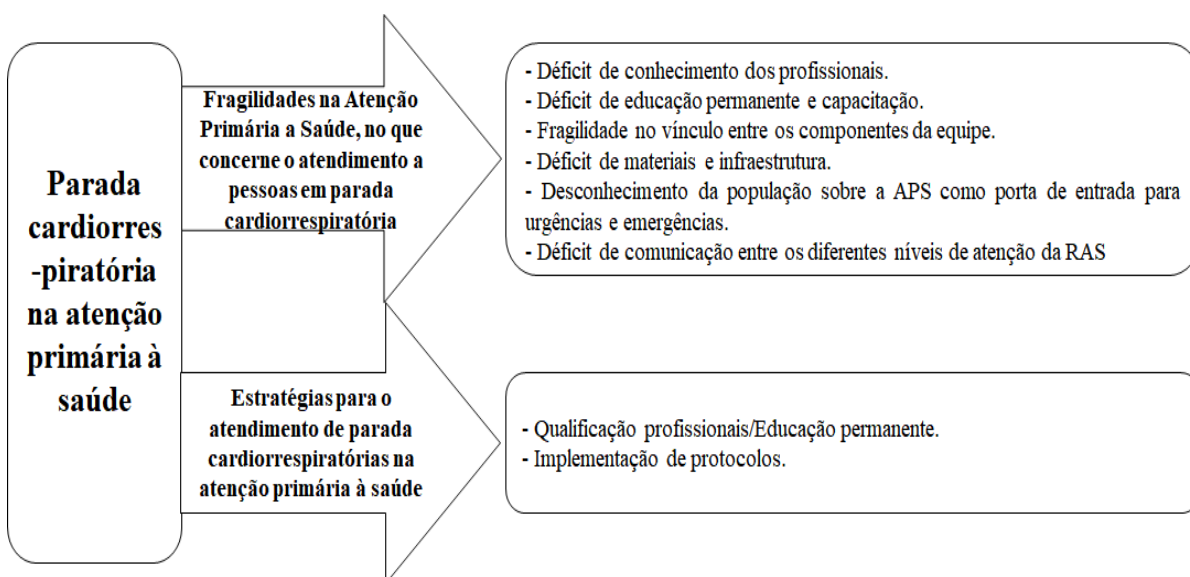 Parada
cardiorres
-piratória
na atenção
primária à
saúde
Fragilidades na Atenção
Primária a Saúde, no que
concerne o atendimento a
pessoas em parada
cardiorrespiratória
- Déficit de conhecimento dos profissionais.
- Déficit de educação permanente e capacitação.
- Fragilidade no vínculo entre os componentes da equipe.
- Déficit de materiais e infraestrutura.
- Desconhecimento da população sobre a APS como porta de entrada para
urgências e emergências.
- Déficit de comunicação entre os diferentes níveis de atenção da RAS
Estratégias para o
atendimento de parada
cardiorrespiratórias na
atenção primária à saúde
- Qualificação profissionais/Educação permanente.
- Implementação de protocolos.